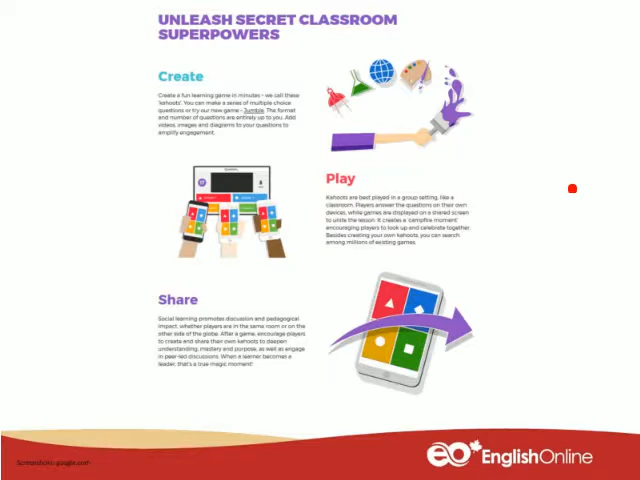 UNLEASH SECRET CLASSROOM
SUPERPOWERS
Create
Create a fun learning game in minutes – we call these
'kahoots'. You can make a series of multiple choice
questions or try our new game – Jumble. The format
and number of questions are entirely up to you. Add
videos, images and diagrams to your questions to
amplify engagement.
Play
Kahoots are best played in a group setting, like a
classroom. Players answer the questions on their own
devices, while games are displayed on a shared screen
to unite the lesson. It creates a 'campfire moment'
encouraging players to look up and celebrate together.
Besides creating your own kahoots, you can search
among millions of existing games.
Share
Social learning promotes discussion and pedagogical
impact, whether players are in the same room or on the
other side of the globe. After a game, encourage players
to create and share their own kahoots to deepen
understanding, mastery and purpose, as well as engage
in peer-led discussions. When a learner becomes a
leader, that's a true magic moment!
Screenshots: google.com
eo EnglishOnline